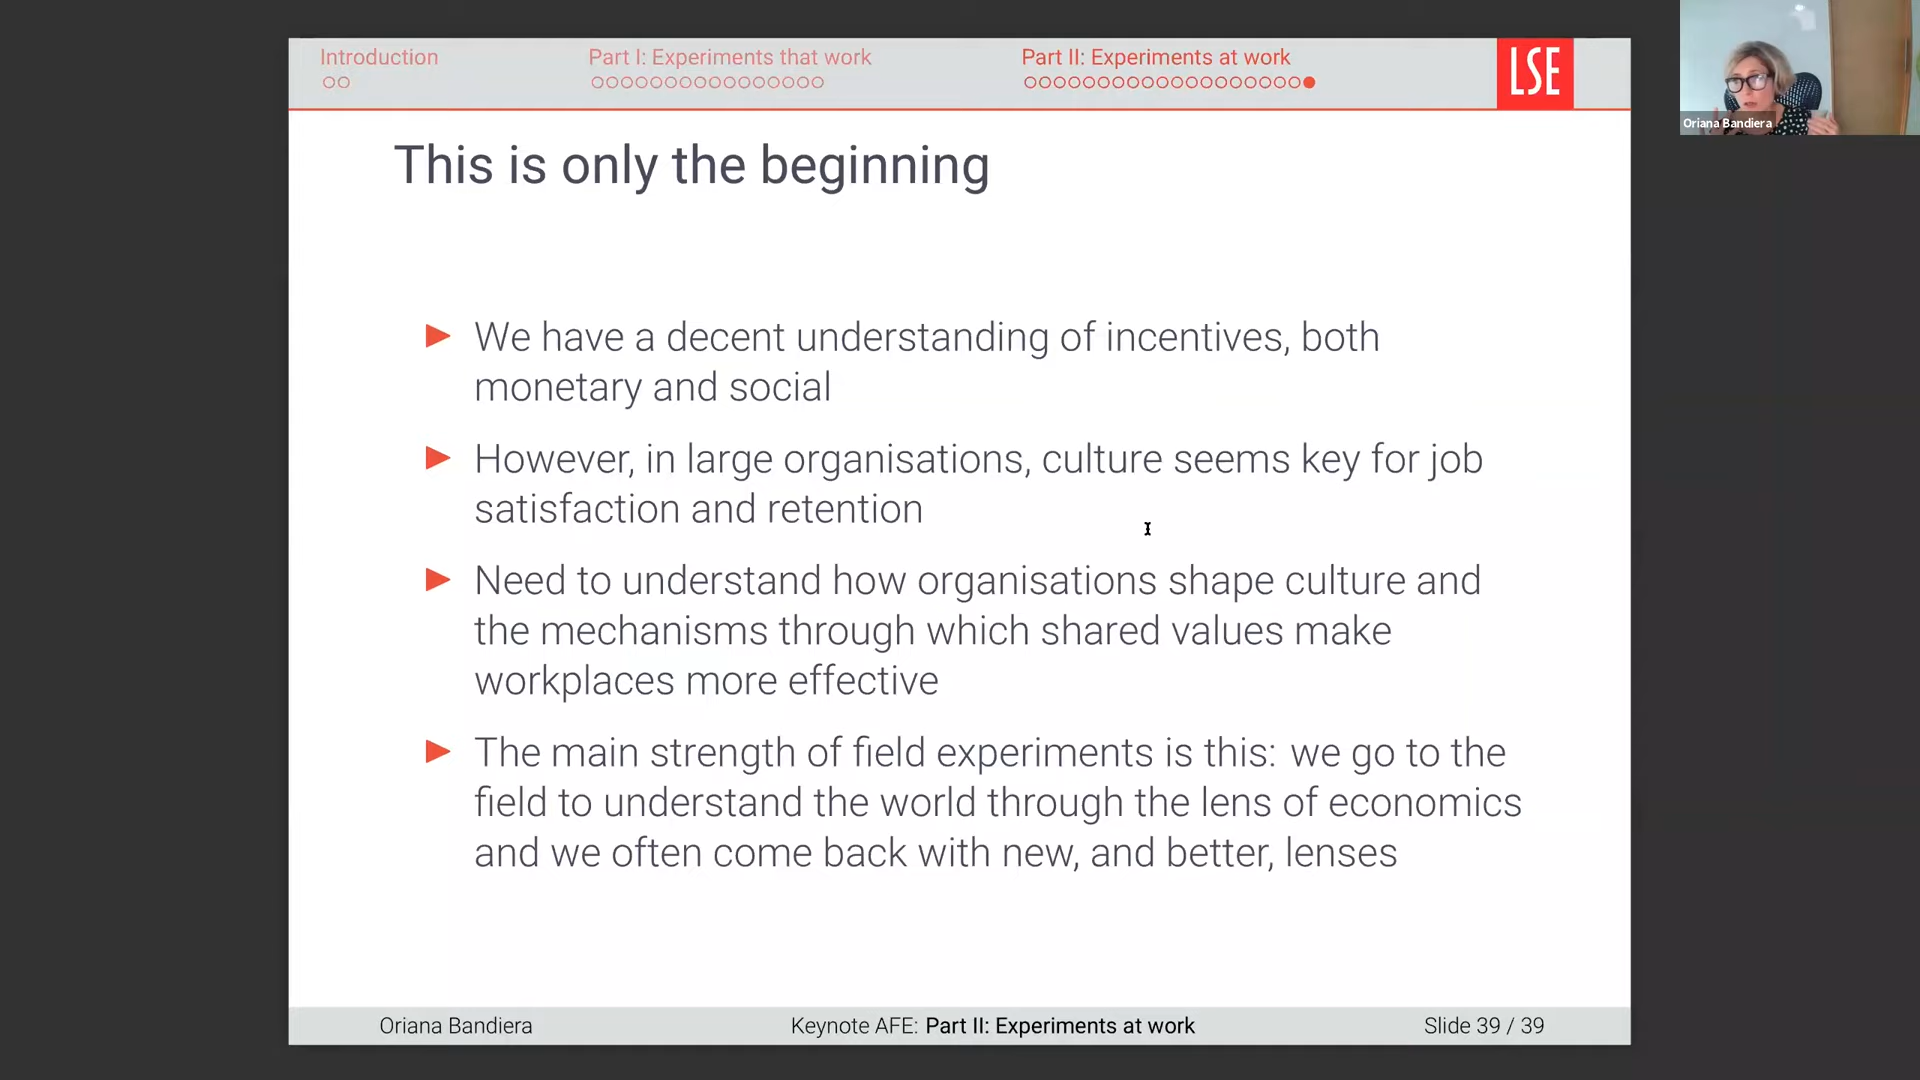 Introduction
Part I: Experiments that work
Part II: Experiments at work
LSE
Oriana Bandiera
This is only the beginning
We have a decent understanding of incentives, both
monetary and social
However, in large organisations, culture seems key for job
satisfaction and retention
Need to understand how organisations shape culture and
the mechanisms through which shared values make
workplaces more effective
The main strength of field experiments is this: we go to the
field to understand the world through the lens of economics
and we often come back with new, and better, lenses
Oriana Bandiera
Keynote AFE: Part II: Experiments at work
Slide 39 / 39